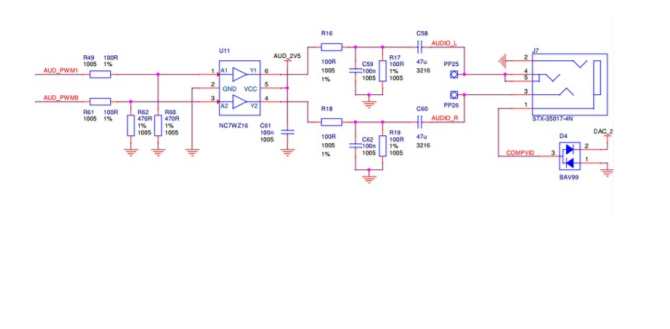 R16
100R
1005
1%
C58
47u
3216
AUDIO_L
J7
U11
AUD_2V5
R49 100R
1005 1%
AUD_PWM1
1 A1 Y1 6
2 GND VCC 5
3 A2 Y2 4
NC7WZ16
C59
100n
1005
R17
100R
1%
1005
PP25
PP26
2
4
5
3
1
STX-35017-4N
AUD_PWM0
R61 100R
1005 1%
R62
470R
1%
1005
R60
470R
1%
1005
C61
100n
1005
R18
100R
1005
1%
C60
47u
3216
AUDIO_R
C62
100n
1005
R19
100R
1%
1005
D4
DAC_2
COMPVID
3
2
1
BAV99